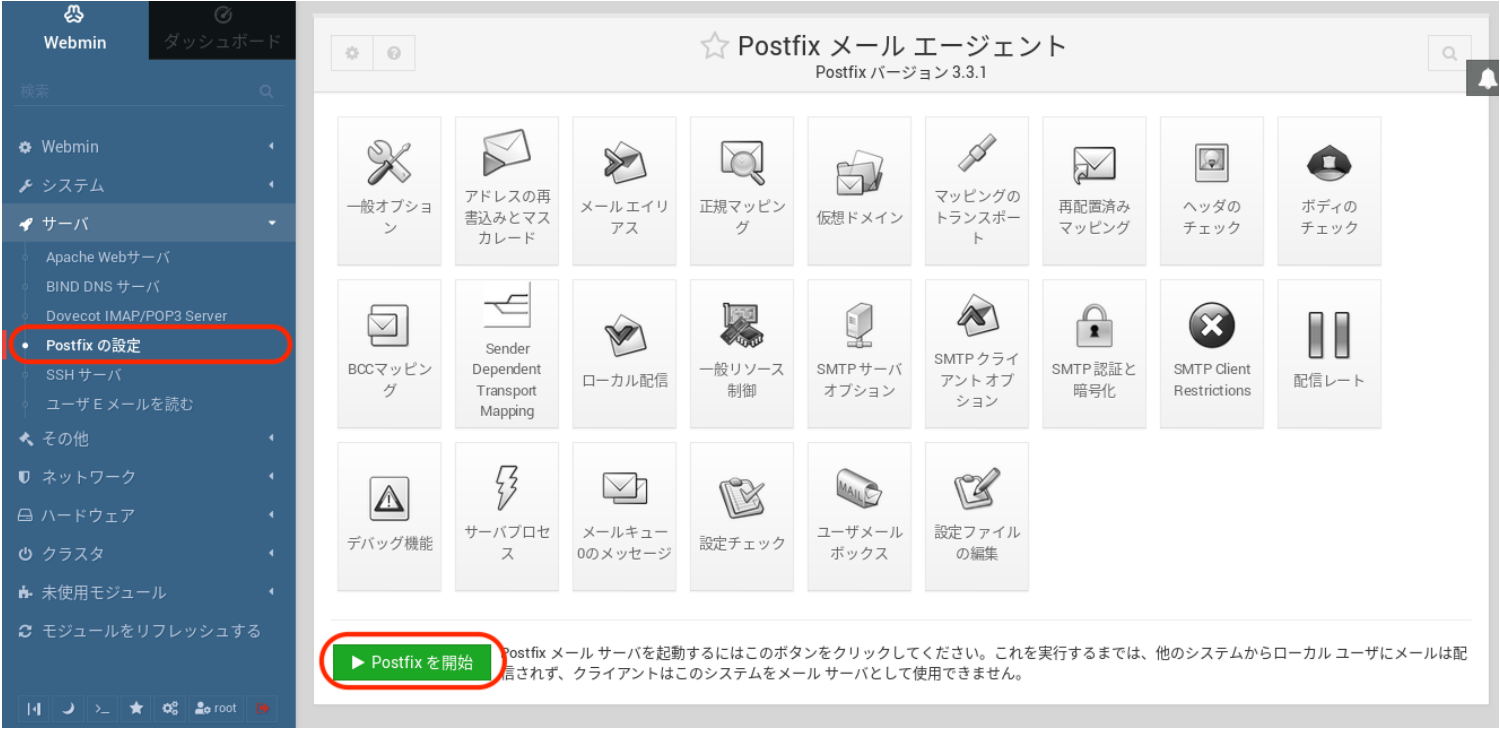 Webmin
ダッシュボード
検索
Webmin
システム
サーバ
Apache Webサーバ
BIND DNS サーバ
Dovecot IMAP/POP3 Server
Postfix の設定
SSH サーバ
ユーザ E メールを読む
その他
ネットワーク
ハードウェア
クラスタ
未使用モジュール
モジュールをリフレッシュする
root
Postfix メール エージェント
Postfix バージョン 3.3.1
一般オプショ
ン
アドレスの再
書込みとマス
カレード
メール エイリ
アス
正規マッピン
グ
仮想ドメイン
マッピングの
トランスポー
ト
再配置済み
マッピング
ヘッダの
チェック
ボディの
チェック
BCCマッピン
グ
Sender
Dependent
Transport
Mapping
ローカル配信
一般リソース
制御
SMTP サーバ
オプション
SMTP クライ
アント オプ
ション
SMTP 認証と
暗号化
SMTP Client
Restrictions
配信レート
デバッグ機能
サーバプロセ
ス
メールキュー
0のメッセージ
設定チェック
MAIL
ユーザメール
ボックス
設定ファイル
の編集
Postfix を開始
Postfix メール サーバを起動するにはこのボタンをクリックしてください。これを実行するまでは、他のシステムからローカル ユーザにメールは配
信されず、クライアントはこのシステムをメール サーバとして使用できません。